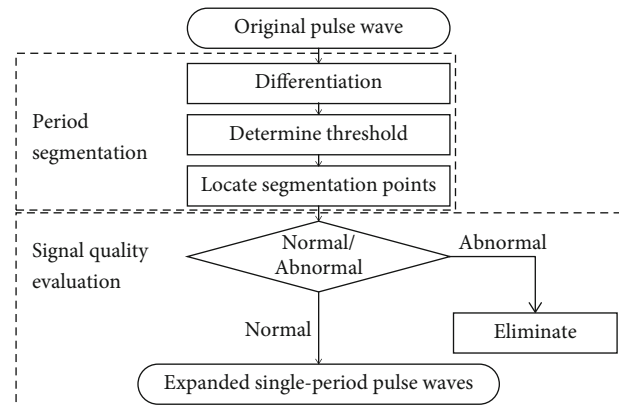 Original pulse wave
Differentiation
Period
segmentation
Determine threshold
Locate segmentation points
Signal quality
evaluation
Normal/
Abnormal
Abnormal
Normal
Eliminate
Expanded single-period pulse waves